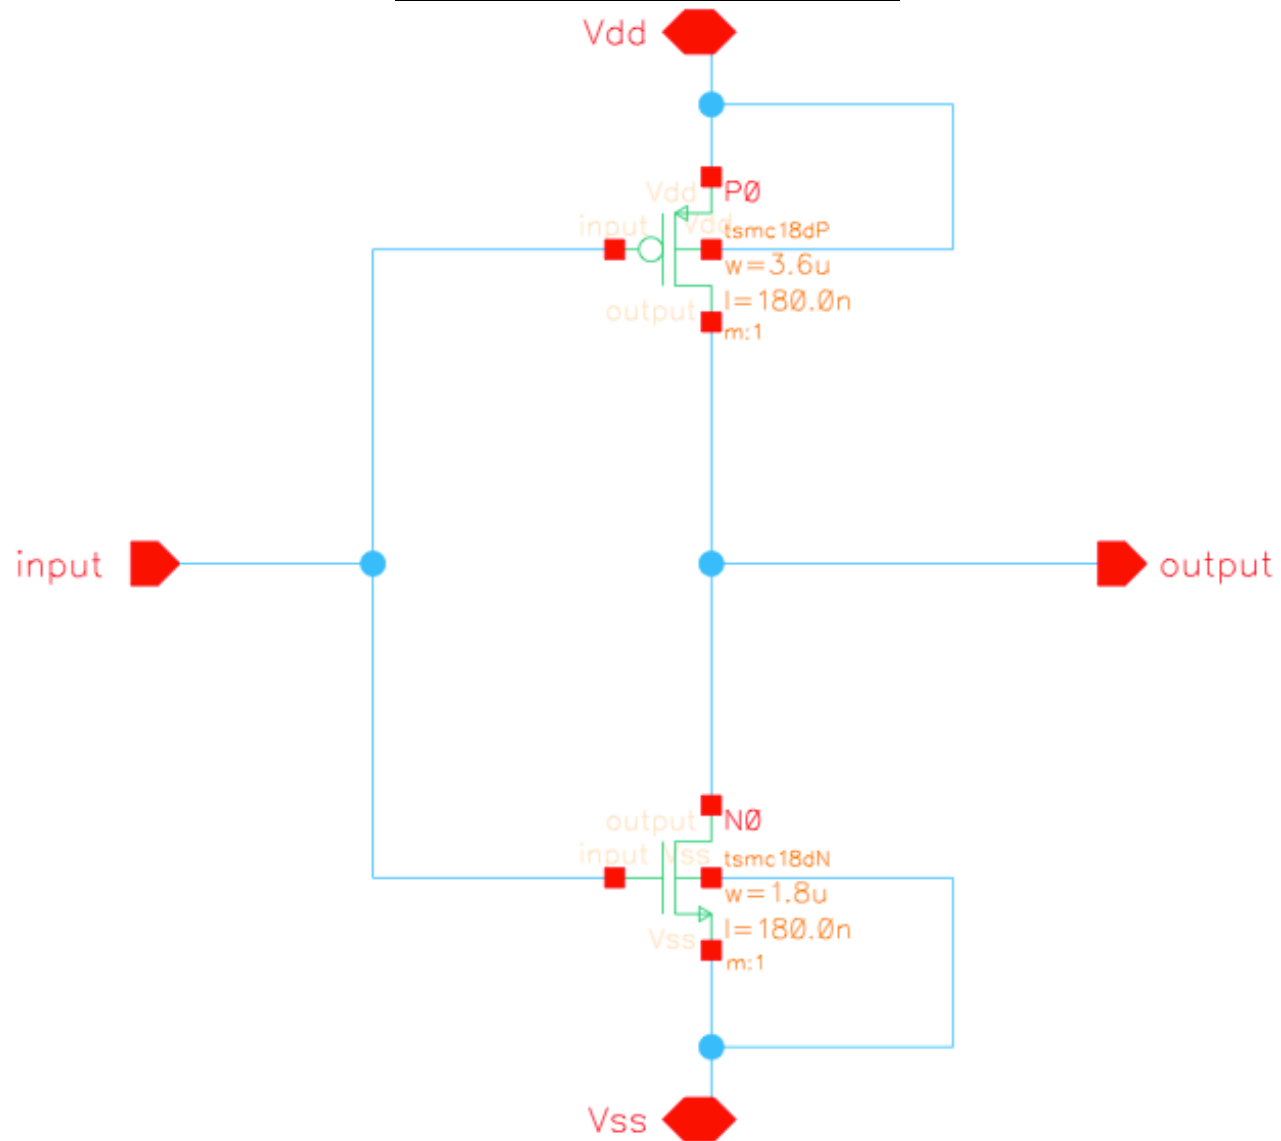 Vdd
Vdd
P0
input
Vdd
tsmc18dP
w=3.6u
l=180.0n
output
m:1
input
output
output
N0
input
Vss
tsmc18dN
w=1.8u
l=180.0n
Vss
m:1
Vss